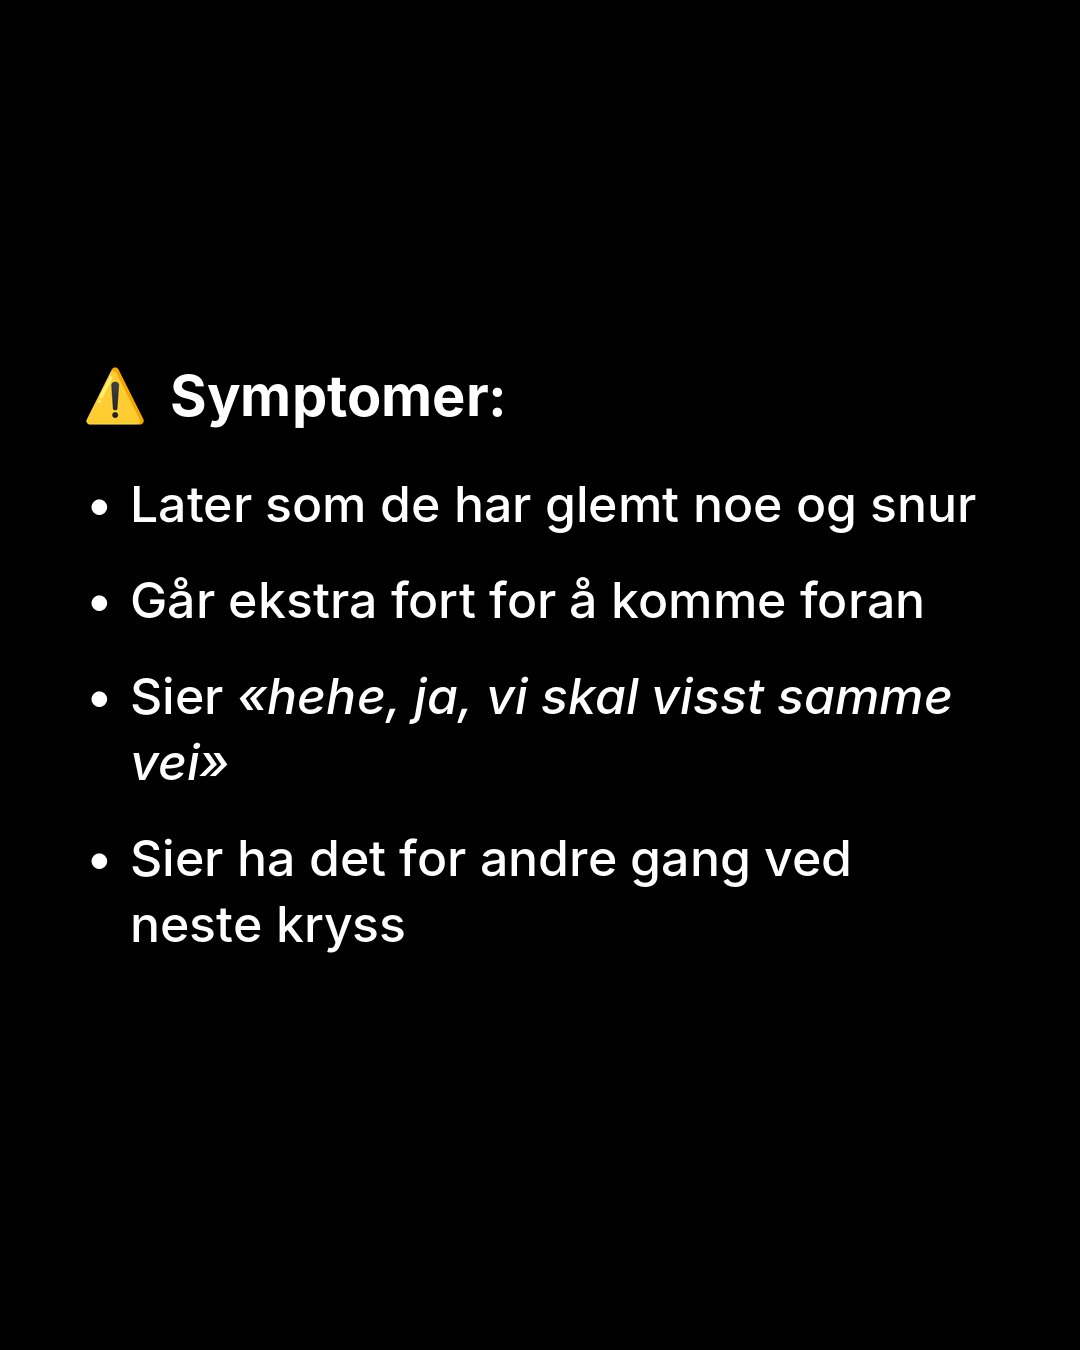 ⚠️ Symptomer:
• Later som de har glemt noe og snur
• Går ekstra fort for å komme foran
• Sier «hehe, ja, vi skal visst samme
vei»
• Sier ha det for andre gang ved
neste kryss